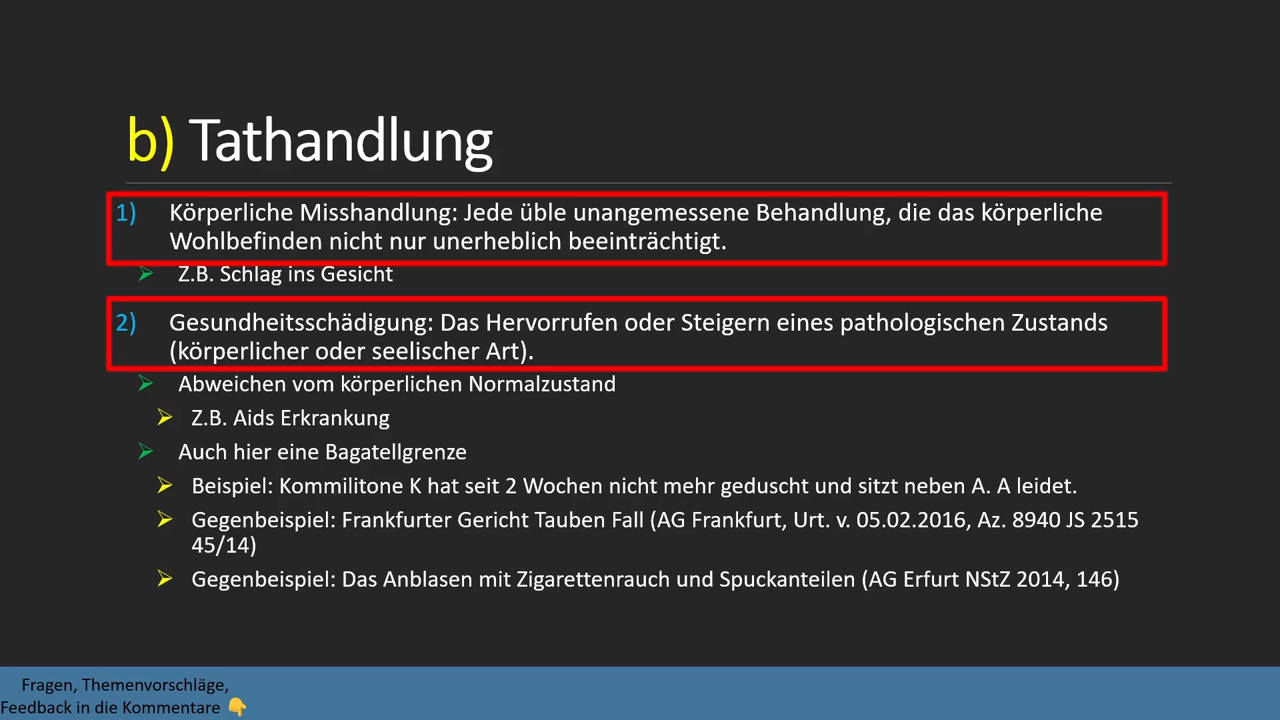 b) Tathandlung
1) Körperliche Misshandlung: Jede üble unangemessene Behandlung, die das körperliche
Wohlbefinden nicht nur unerheblich beeinträchtigt.
Z.B. Schlag ins Gesicht
2) Gesundheitsschädigung: Das Hervorrufen oder Steigern eines pathologischen Zustands
(körperlicher oder seelischer Art).
Abweichen vom körperlichen Normalzustand
Z.B. Aids Erkrankung
Auch hier eine Bagatellgrenze
Beispiel: Kommilitone K hat seit 2 Wochen nicht mehr geduscht und sitzt neben A. A leidet.
Gegenbeispiel: Frankfurter Gericht Tauben Fall (AG Frankfurt, Urt. v. 05.02.2016, Az. 8940 JS 2515
45/14)
Gegenbeispiel: Das Anblasen mit Zigarettenrauch und Spuckanteilen (AG Erfurt NStZ 2014, 146)
Fragen, Themenvorschläge,
Feedback in die Kommentare 👇